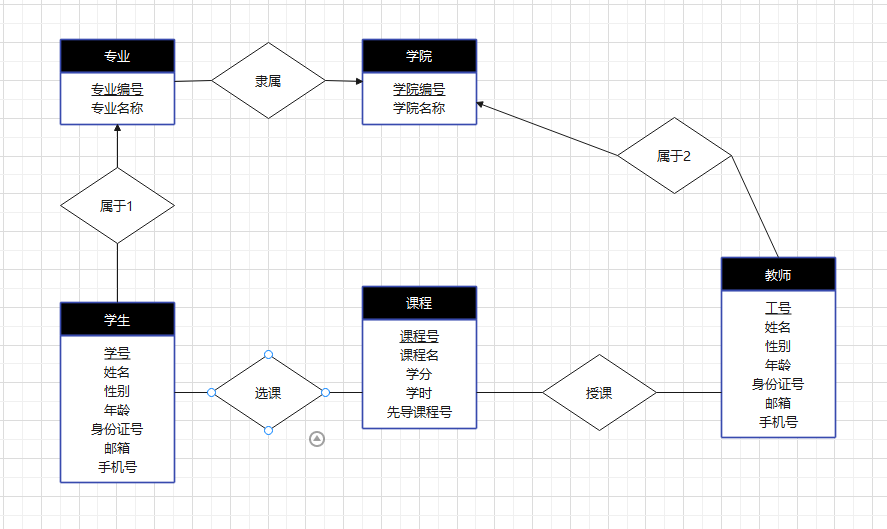 专业
专业编号
专业名称
隶属
学院
学院编号
学院名称
属于2
属于1
学生
学号
姓名
性别
年龄
身份证号
邮箱
手机号
选课
课程
课程号
课程名
学分
学时
先导课程号
授课
教师
工号
姓名
性别
年龄
身份证号
邮箱
手机号